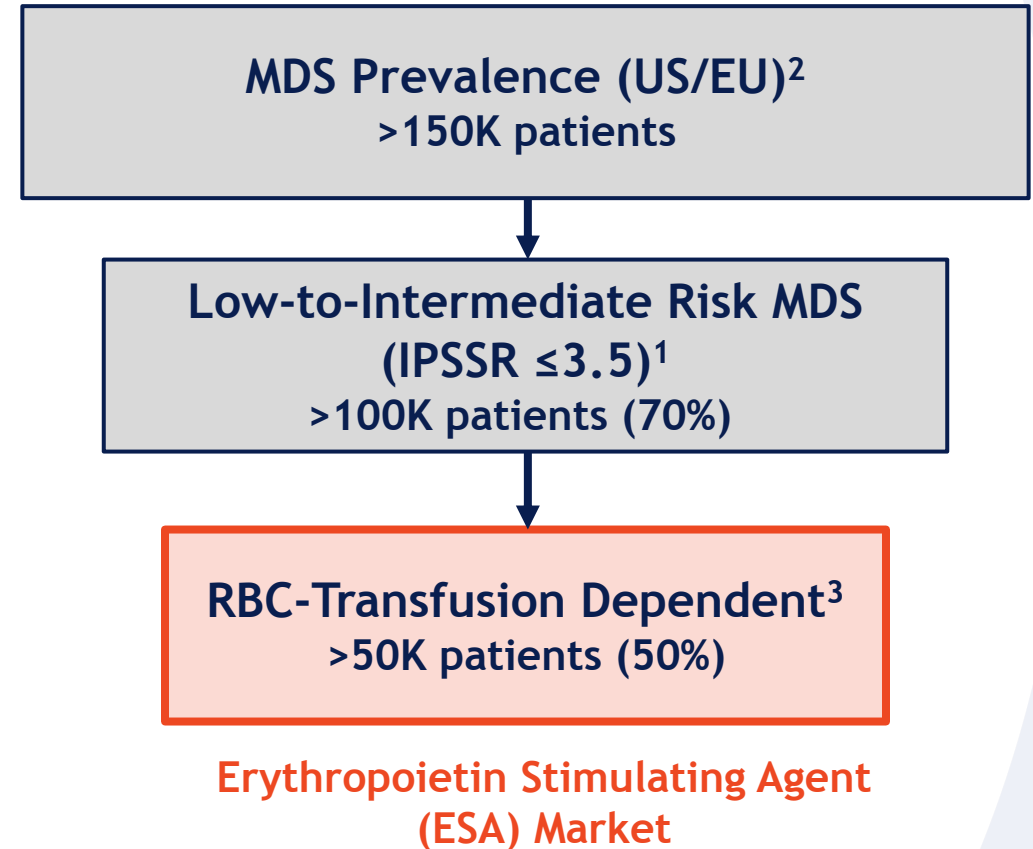 MDS Prevalence (US/EU)²
>150K patients
Low-to-Intermediate Risk MDS
(IPSSR ≤3.5)¹
>100K patients (70%)
RBC-Transfusion Dependent³
>50K patients (50%)
Erythropoietin Stimulating Agent
(ESA) Market